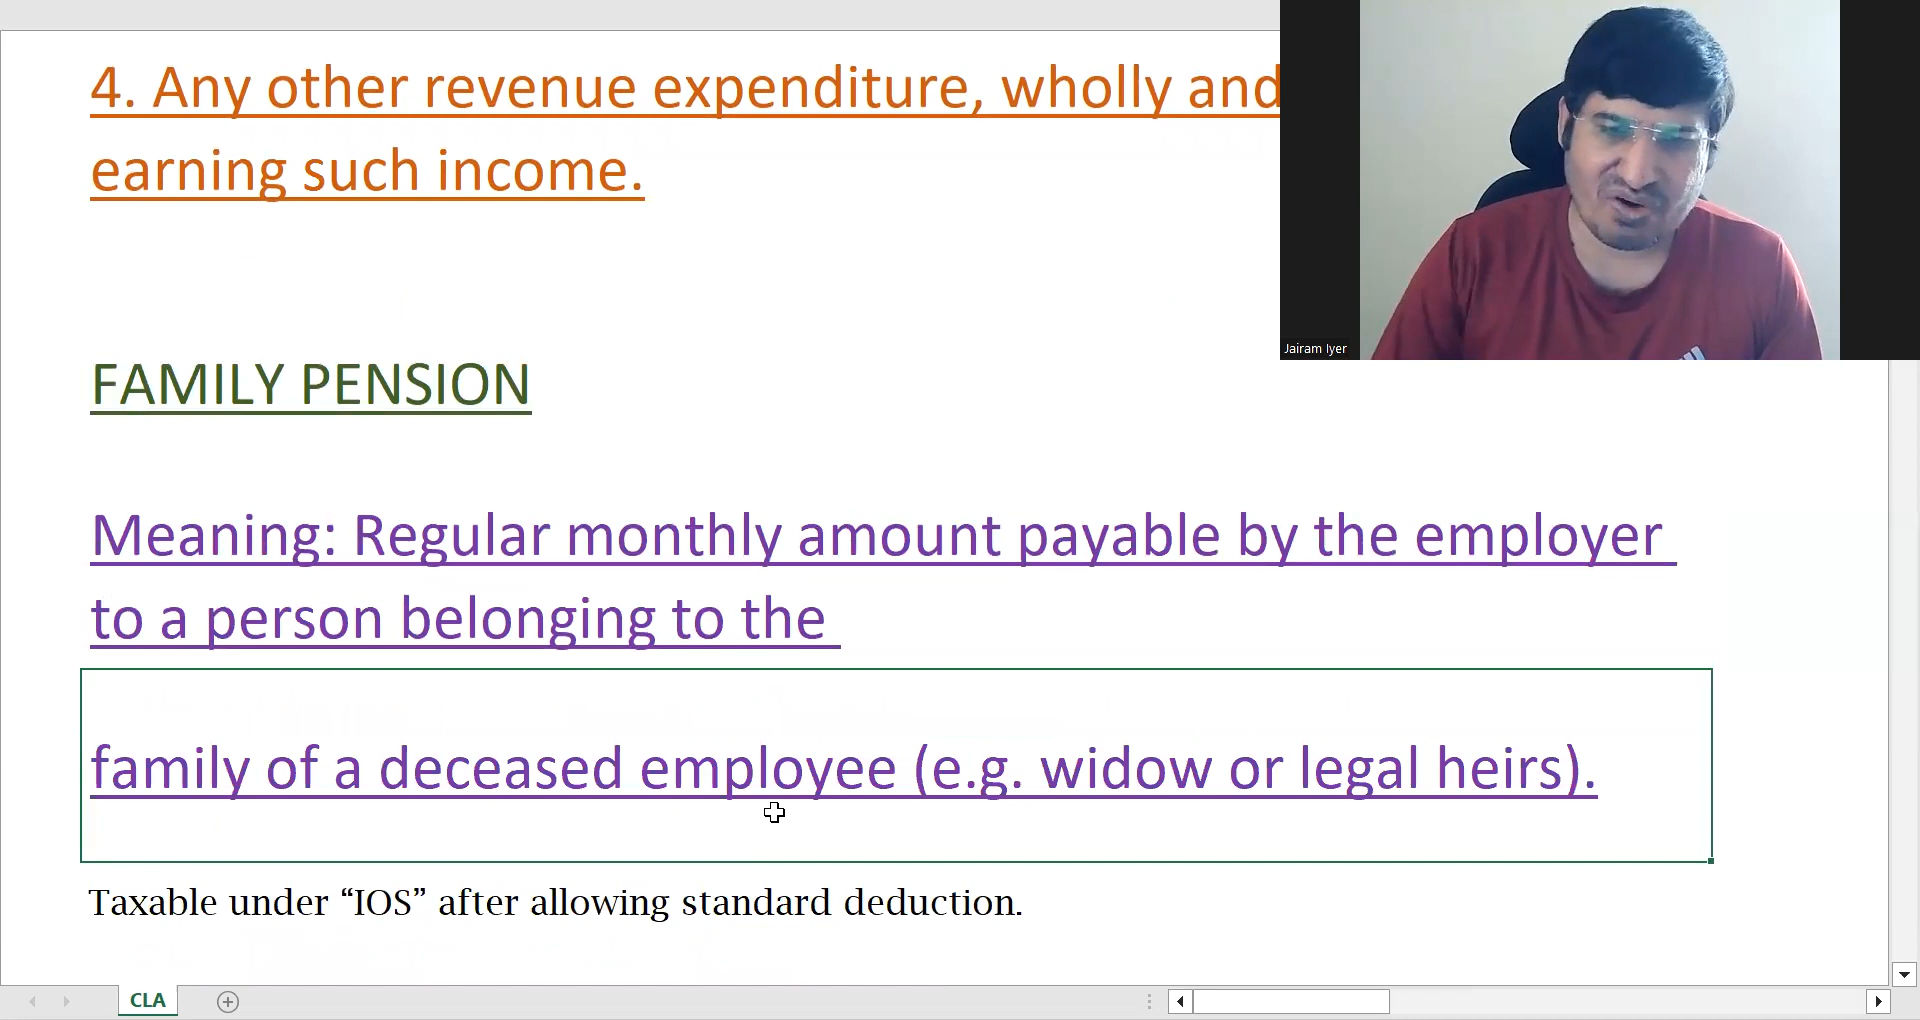 4. Any other revenue expenditure, wholly and
earning such income.
Jairam Iyer
FAMILY PENSION
Meaning: Regular monthly amount payable by the employer
to a person belonging to the
family of a deceased employee (e.g. widow or legal heirs).
Taxable under “IOS” after allowing standard deduction.
CLA